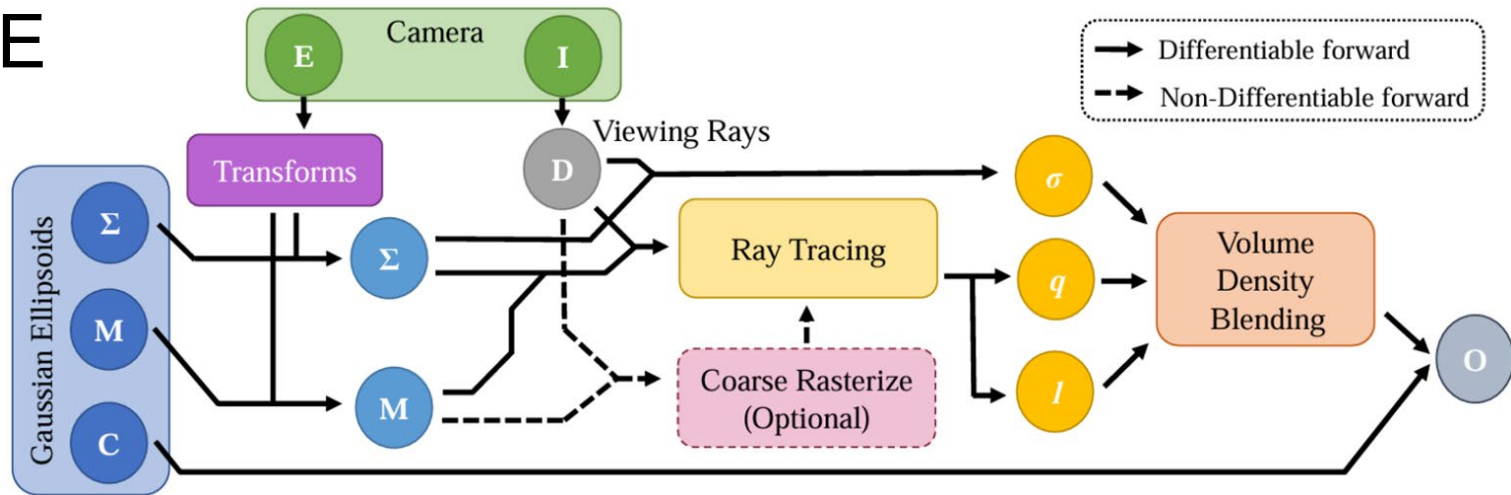 E
Camera
E
I
Differentiable forward
Non-Differentiable forward
Viewing Rays
Transforms
D
Gaussian Ellipsoids
Σ
M
C
Σ
M
Ray Tracing
Coarse Rasterize
(Optional)
σ
q
l
Volume
Density
Blending
O